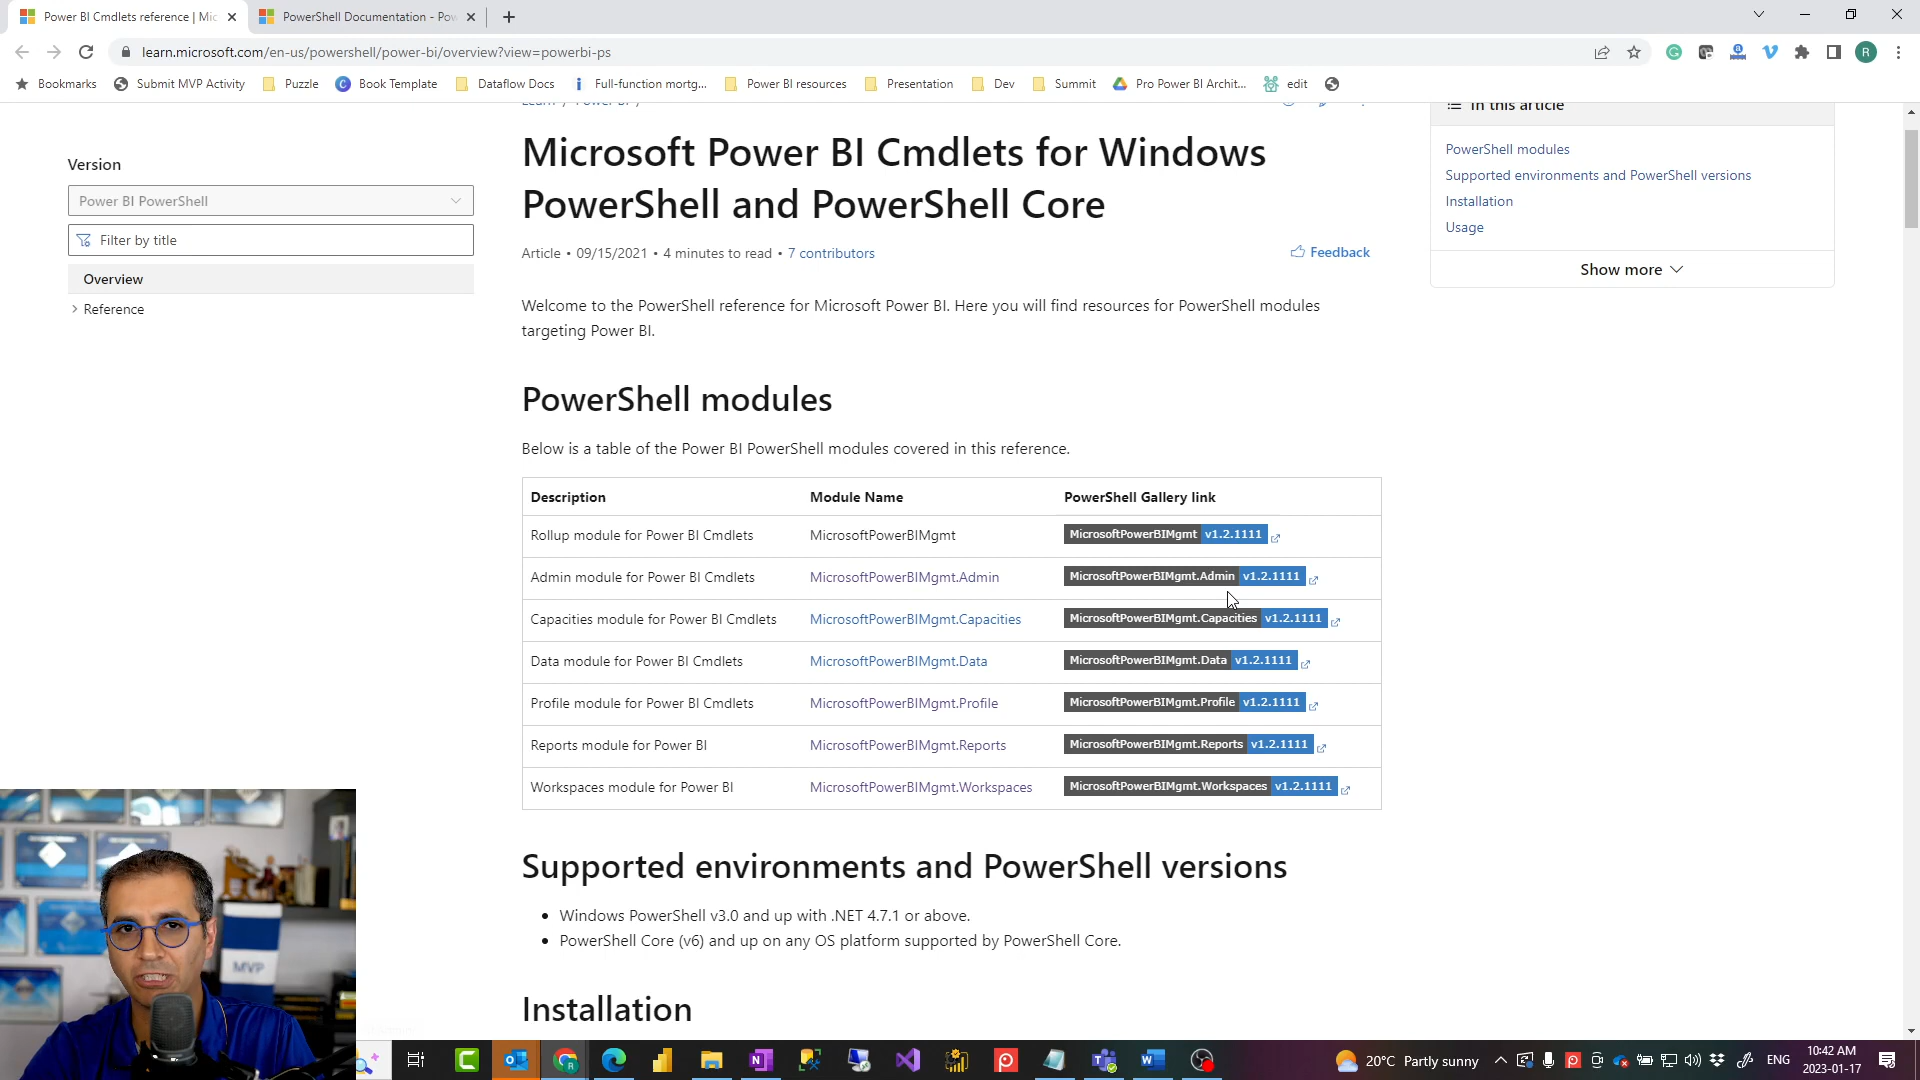 Power BI Cmdlets reference | Mic
PowerShell Documentation - Pow
learn.microsoft.com/en-us/powershell/power-bi/overview?view=powerbi-ps
R
Bookmarks
Submit MVP Activity
Puzzle
Book Template
Dataflow Docs
Full-function mortg...
Power BI resources
Presentation
Dev
Summit
Pro Power BI Archit...
edit
Learn / Power BI /
Version
Power BI PowerShell
Filter by title
Overview
Reference
Microsoft Power BI Cmdlets for Windows
PowerShell and PowerShell Core
Article • 09/15/2021 • 4 minutes to read • 7 contributors
Feedback
Welcome to the PowerShell reference for Microsoft Power BI. Here you will find resources for PowerShell modules
targeting Power BI.
PowerShell modules
Below is a table of the Power BI PowerShell modules covered in this reference.
Description Module Name PowerShell Gallery link
Rollup module for Power BI Cmdlets MicrosoftPowerBIMgmt MicrosoftPowerBIMgmt v1.2.1111
Admin module for Power BI Cmdlets MicrosoftPowerBIMgmt.Admin MicrosoftPowerBIMgmt.Admin v1.2.1111
Capacities module for Power BI Cmdlets MicrosoftPowerBIMgmt.Capacities MicrosoftPowerBIMgmt.Capacities v1.2.1111
Data module for Power BI Cmdlets MicrosoftPowerBIMgmt.Data MicrosoftPowerBIMgmt.Data v1.2.1111
Profile module for Power BI Cmdlets MicrosoftPowerBIMgmt.Profile MicrosoftPowerBIMgmt.Profile v1.2.1111
Reports module for Power BI MicrosoftPowerBIMgmt.Reports MicrosoftPowerBIMgmt.Reports v1.2.1111
Workspaces module for Power BI MicrosoftPowerBIMgmt.Workspaces MicrosoftPowerBIMgmt.Workspaces v1.2.1111
Supported environments and PowerShell versions
• Windows PowerShell v3.0 and up with .NET 4.7.1 or above.
• PowerShell Core (v6) and up on any OS platform supported by PowerShell Core.
Installation
In this article
PowerShell modules
Supported environments and PowerShell versions
Installation
Usage
Show more
MVP
20°C Partly sunny
ENG
10:42 AM
2023-01-17